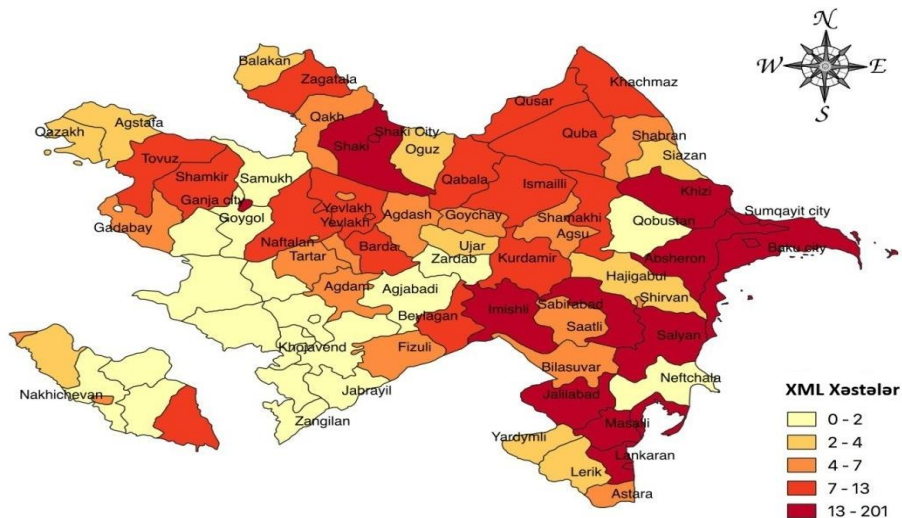 N
W E
S
Balakan
Zagatala
Khachmaz
Qusar
Qakh
Qazakh
Agstafa
Shaki City
Quba
Shabran
Shaki
Oguz
Siazan
Tovuz
Samukh
Qabala
Ismailli
Shamkir
Khizi
Ganja city
Yevlakh
Agdash
Goychay
Shamakhi
Qobustan
Sumqayit city
Goygol
Yevlakh
Gadabay
Agsu
Naftalan
Barda
Ujar
Baku city
Tartar
Zardab
Kurdamir
Absheron
Hajigabul
Agdam
Agjabadi
Shirvan
Beylagan
Imishli
Sabirabad
Saatli
Salyan
Khojavend
Fizuli
Bilasuvar
Neftchala
Nakhichevan
Jabrayil
Jalilabad
Zangilan
Masalli
Yardymli
Lankaran
Lerik
Astara
XML Xəstələr
0 - 2
2 - 4
4 - 7
7 - 13
13 - 201